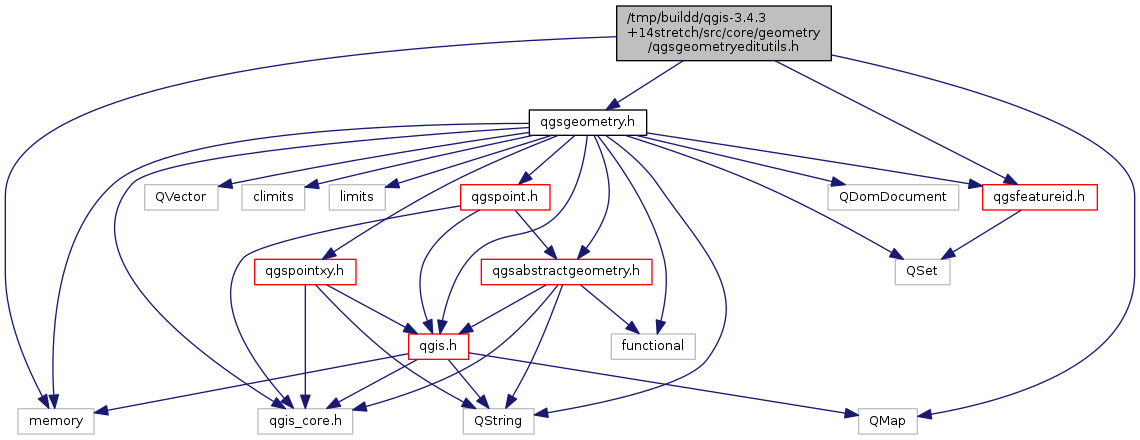 /tmp/buildd/qgis-3.4.3
+14stretch/src/core/geometry
/qgsgeometryeditutils.h
qgsgeometry.h
QVector
climits
limits
qgspoint.h
QDomDocument
qgsfeatureid.h
qgspointxy.h
qgsabstractgeometry.h
QSet
qgis.h
functional
memory
qgis_core.h
QString
QMap